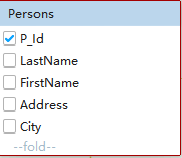 Persons
P_Id
LastName
FirstName
Address
City
--fold--